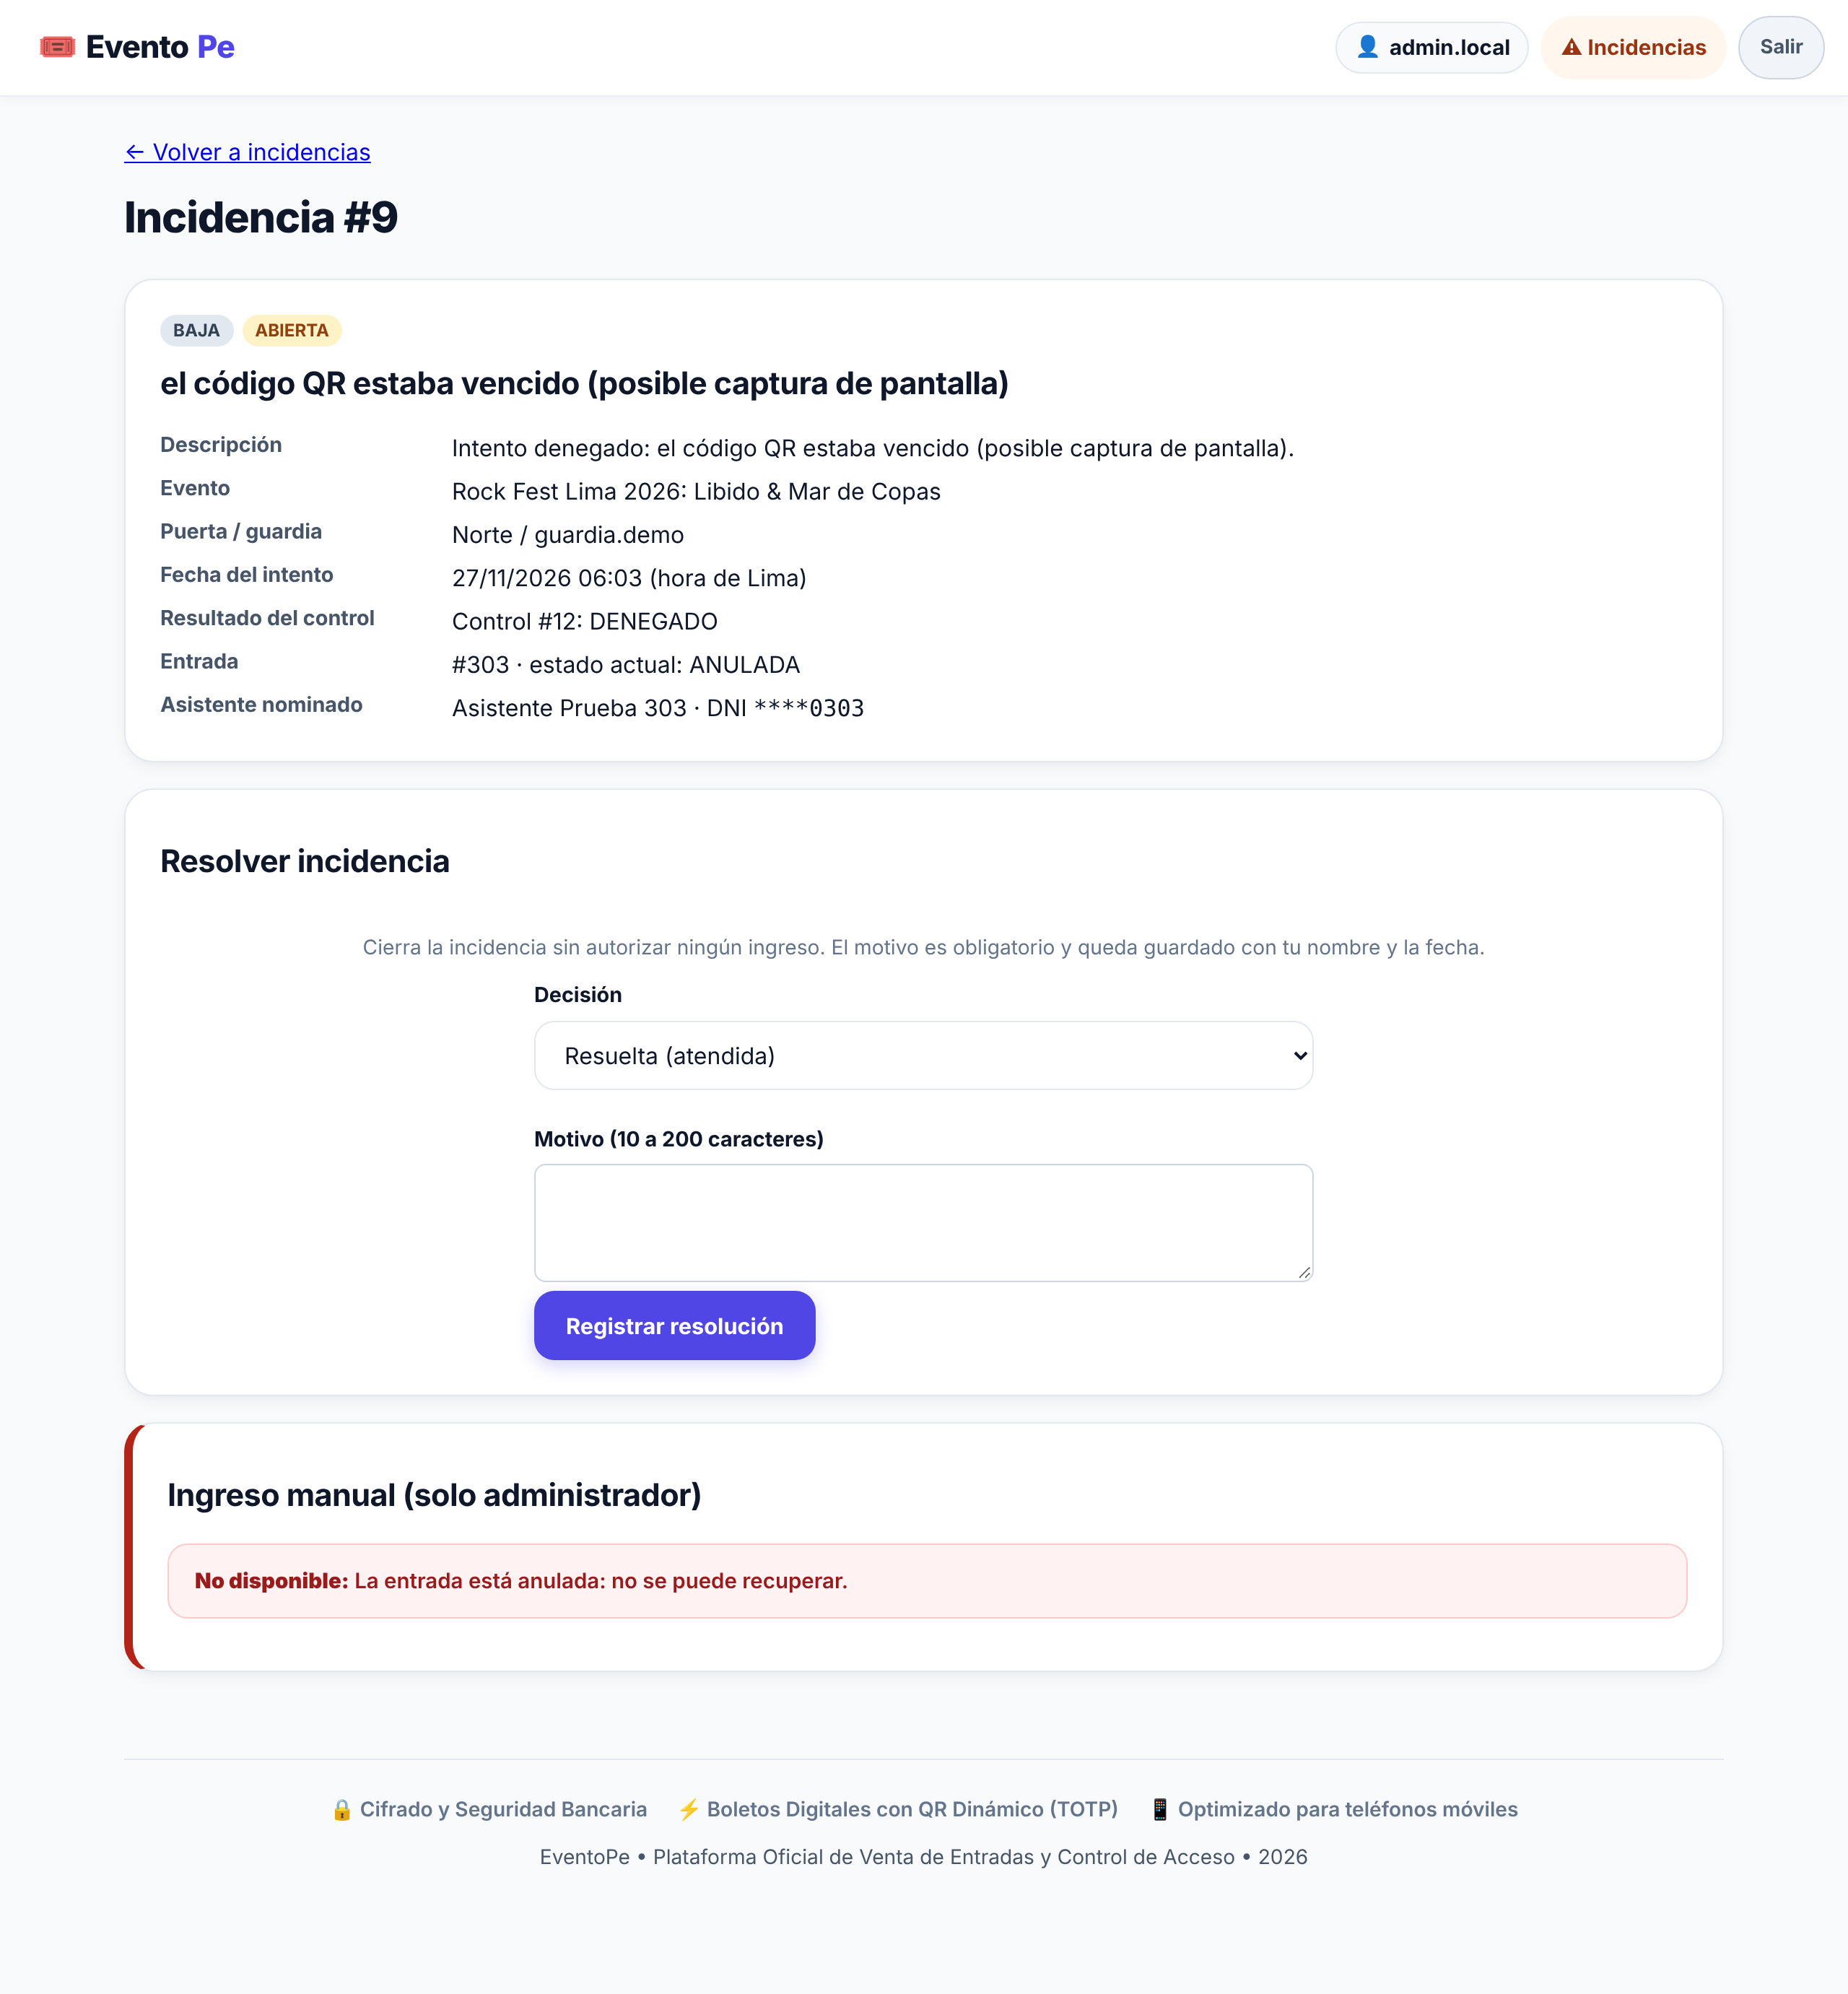 Evento Pe
admin.local
Incidencias
Salir
← Volver a incidencias
Incidencia #9
BAJA ABIERTA
el código QR estaba vencido (posible captura de pantalla)
Descripción Intento denegado: el código QR estaba vencido (posible captura de pantalla).
Evento Rock Fest Lima 2026: Libido & Mar de Copas
Puerta / guardia Norte / guardia.demo
Fecha del intento 27/11/2026 06:03 (hora de Lima)
Resultado del control Control #12: DENEGADO
Entrada #303 · estado actual: ANULADA
Asistente nominado Asistente Prueba 303 · DNI ****0303
Resolver incidencia
Cierra la incidencia sin autorizar ningún ingreso. El motivo es obligatorio y queda guardado con tu nombre y la fecha.
Decisión
Resuelta (atendida)
Motivo (10 a 200 caracteres)
Registrar resolución
Ingreso manual (solo administrador)
No disponible: La entrada está anulada: no se puede recuperar.
Cifrado y Seguridad Bancaria Boletos Digitales con QR Dinámico (TOTP) Optimizado para teléfonos móviles
EventoPe • Plataforma Oficial de Venta de Entradas y Control de Acceso • 2026